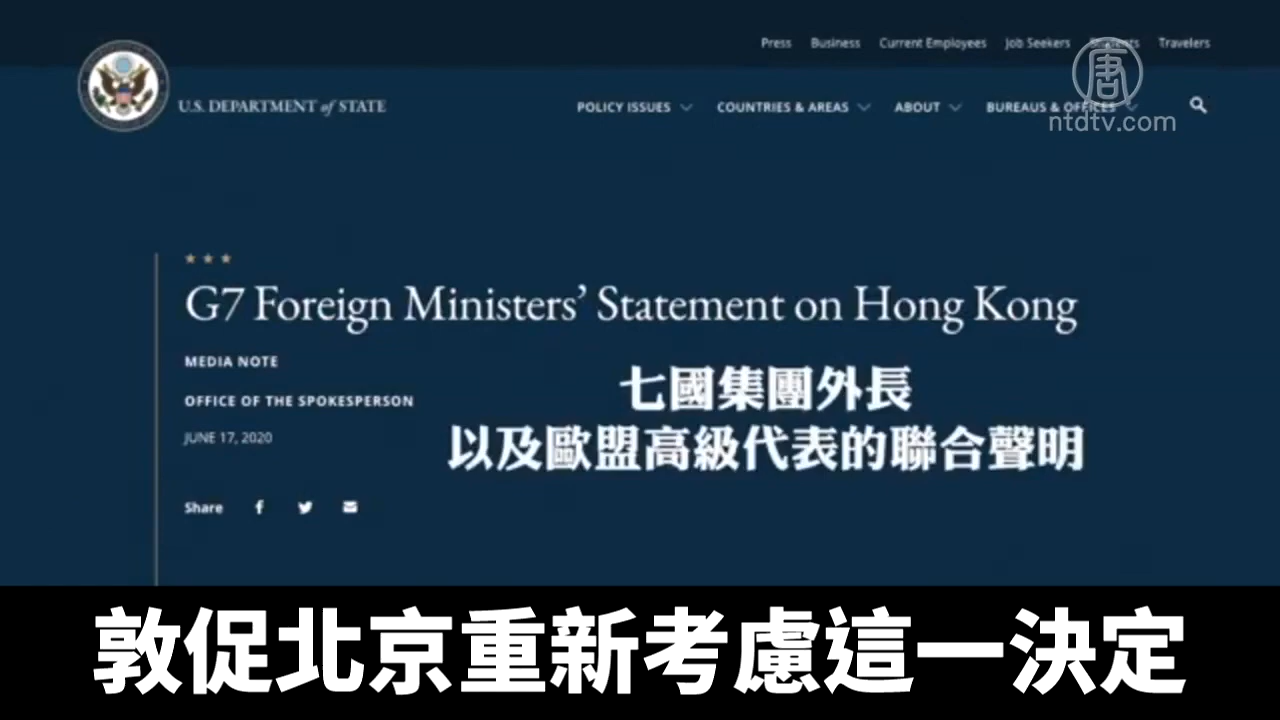 Press Business Current Employees Job Seekers Students Travelers
唐
U.S. DEPARTMENT of STATE
POLICY ISSUES COUNTRIES & AREAS ABOUT BUREAUS & OFFICES
ntdtv.com
G7 Foreign Ministers’ Statement on Hong Kong
MEDIA NOTE
七國集團外長
OFFICE OF THE SPOKESPERSON
JUNE 17, 2020
以及歐盟高級代表的聯合聲明
Share
敦促北京重新考慮這一決定